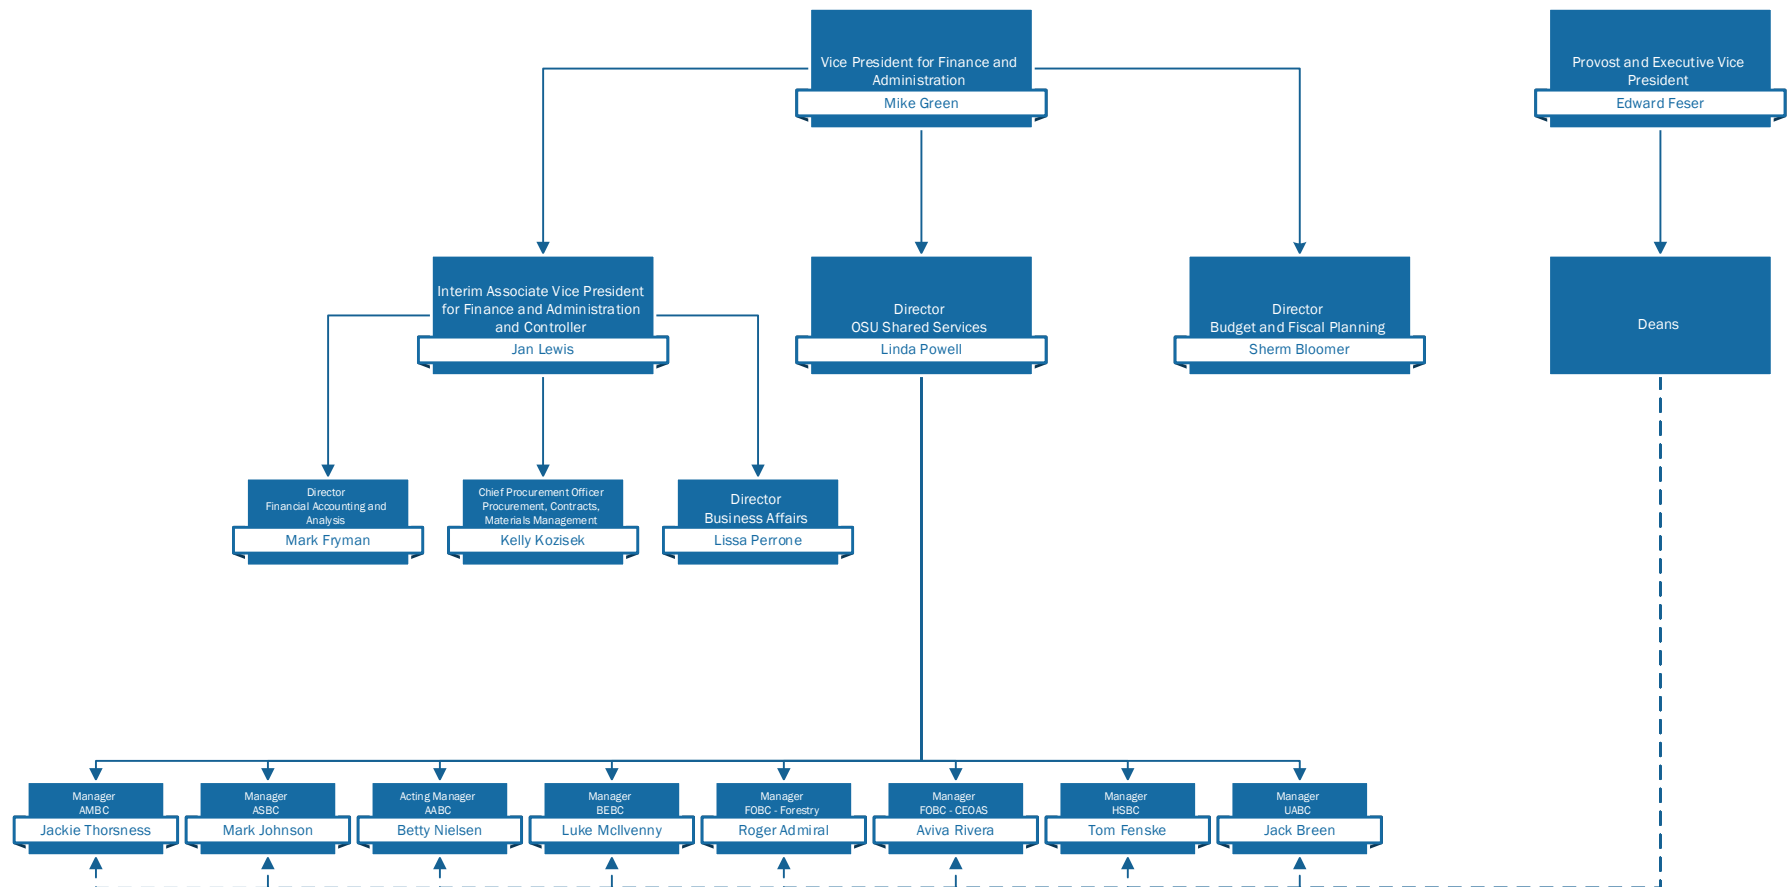 Vice President for Finance and
Administration
Mike Green
Provost and Executive Vice
President
Edward Feser
Interim Associate Vice President
for Finance and Administration
and Controller
Jan Lewis
Director
OSU Shared Services
Linda Powell
Director
Budget and Fiscal Planning
Sherm Bloomer
Deans
Director
Financial Accounting and
Analysis
Mark Fryman
Chief Procurement Officer
Procurement, Contracts,
Materials Management
Kelly Kozisek
Director
Business Affairs
Lissa Perrone
Manager
AMBC
Jackie Thorsness
Manager
ASBC
Mark Johnson
Acting Manager
AABC
Betty Nielsen
Manager
BEBC
Luke McIlvenny
Manager
FOBC - Forestry
Roger Admiral
Manager
FOBC - CEOAS
Aviva Rivera
Manager
HSBC
Tom Fenske
Manager
UABC
Jack Breen